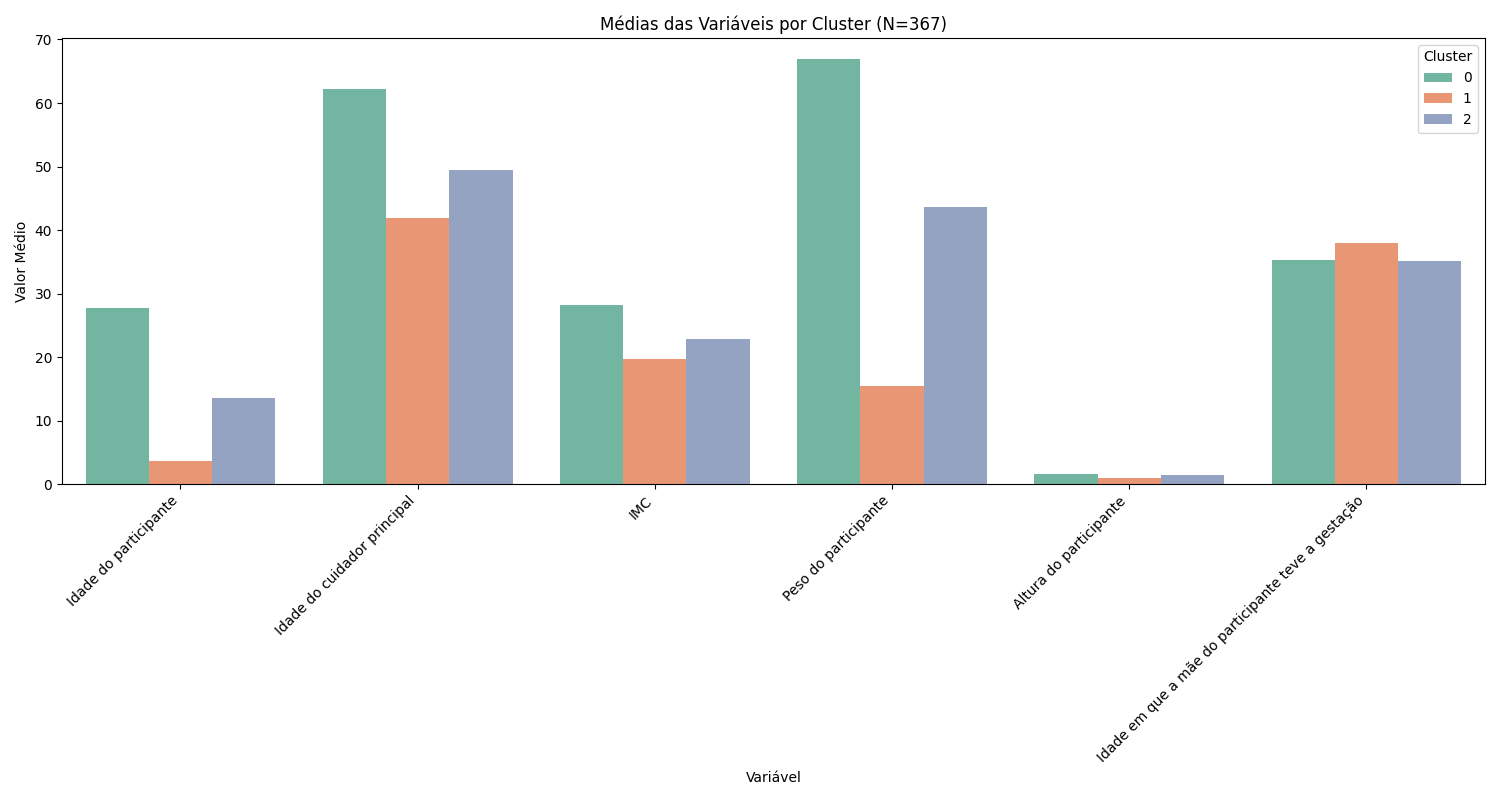 Médias das Variáveis por Cluster (N=367)
Valor Médio
70
60
50
40
30
20
10
0
Cluster
0
1
2
Idade do participante
Idade do cuidador principal
IMC
Peso do participante
Altura do participante
Idade em que a mãe do participante teve a gestação
Variável